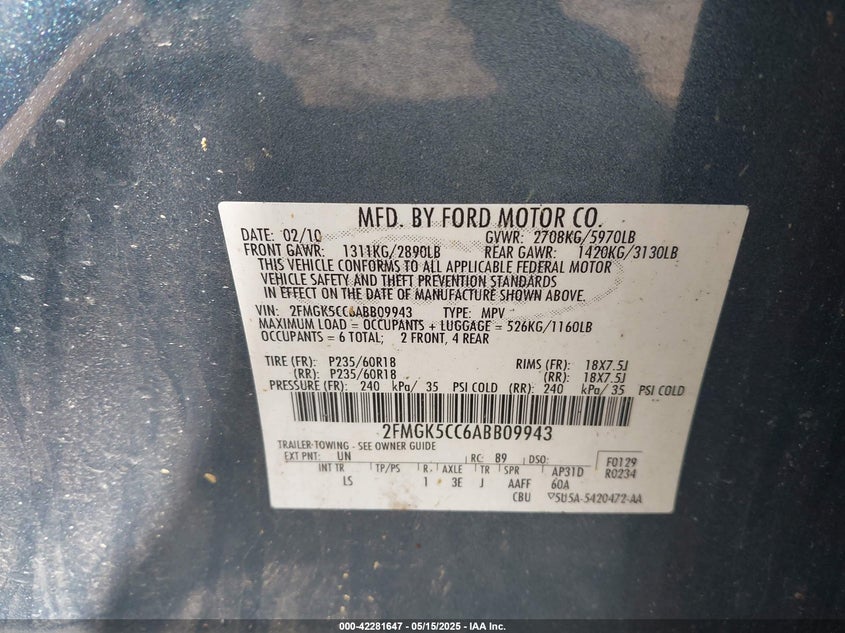 MFD. BY FORD MOTOR CO.
DATE: 02/10 GVWR: 2708KG/5970LB
FRONT GAWR: 1311KG/2890LB REAR GAWR: 1420KG/3130LB
THIS VEHICLE CONFORMS TO ALL APPLICABLE FEDERAL MOTOR
VEHICLE SAFETY AND THEFT PREVENTION STANDARDS
IN EFFECT ON THE DATE OF MANUFACTURE SHOWN ABOVE.
VIN: 2FMGK5CC6ABB09943 TYPE: MPV
MAXIMUM LOAD = OCCUPANTS + LUGGAGE = 526KG/1160LB
OCCUPANTS = 6 TOTAL; 2 FRONT, 4 REAR
TIRE (FR): P235/60R18 RIMS (FR): 18X7.5J
(RR): P235/60R18 (RR): 18X7.5J
PRESSURE (FR): 240 kPa/ 35 PSI COLD (RR): 240 kPa/ 35 PSI COLD
2FMGK5CC6ABB09943
TRAILER-TOWING - SEE OWNER GUIDE
EXT PNT: UN RC: 89 DSO: F0129
INT TR TP/PS R. AXLE TR SPR AP31D R0234
LS 1 3E J AAFF 60A
CBU ▽5U5A-5420472-AA
000-42281647 - 05/15/2025 - IAA Inc.